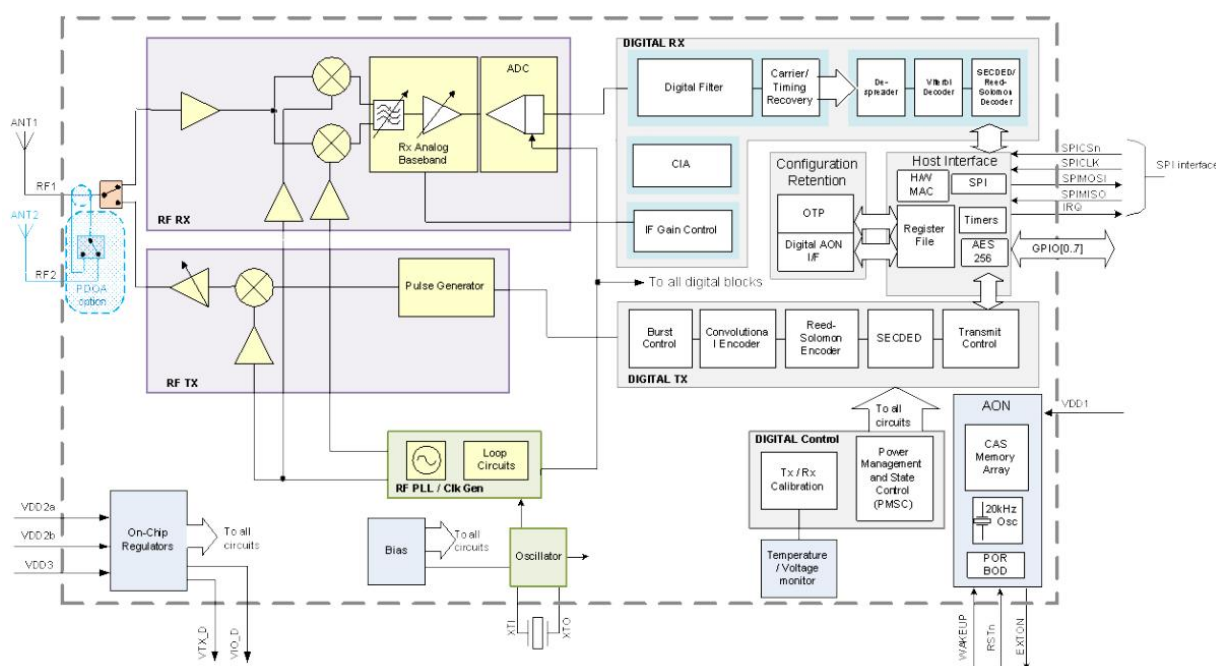 DIGITAL RX
ADC
Digital Filter
Carrier/
Timing
Recovery
De-
spreader
Viterbi
Decoder
SECDED/
Reed-
Solomon
Decoder
ANT1
Rx Analog
Baseband
RF1
RF RX
ANT2
RF2
PDOA
option
CIA
IF Gain Control
Configuration
Retention
OTP
Digital AON
I/F
Host Interface
H/W
MAC
SPI
Register
File
Timers
AES
256
SPICSn
SPICLK
SPIMOSI
SPIMISO
IRQ
SPI interface
GPIO[0..7]
To all digital blocks
Pulse Generator
RF TX
Burst
Control
Convolutiona
l Encoder
Reed-
Solomon
Encoder
SECDED
Transmit
Control
DIGITAL TX
To all
circuits
DIGITAL Control
Tx / Rx
Calibration
Power
Management
and State
Control
(PMSC)
Temperature
/ Voltage
monitor
AON
VDD1
CAS
Memory
Array
20kHz
Osc
POR
BOD
WAKEUP
RSTn
EXTON
Loop
Circuits
RF PLL / Clk Gen
VDD2a
VDD2b
VDD3
On-Chip
Regulators
To all
circuits
VTX_D
VIO_D
Bias
To all
circuits
Oscillator
XTI
XTO